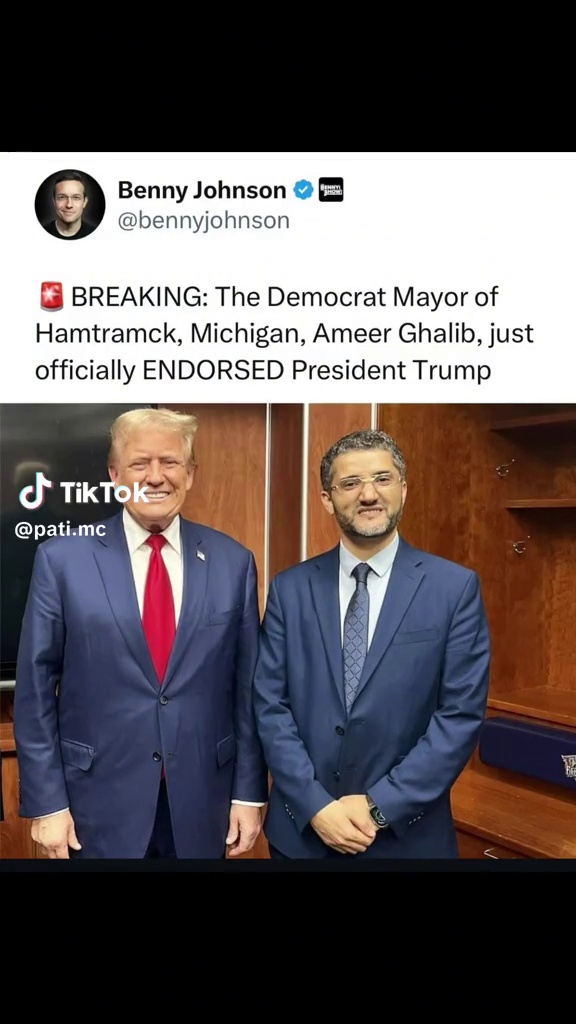 Benny Johnson
@bennyjohnson
🚨 BREAKING: The Democrat Mayor of
Hamtramck, Michigan, Ameer Ghalib, just
officially ENDORSED President Trump
TikTok
@pati.mc